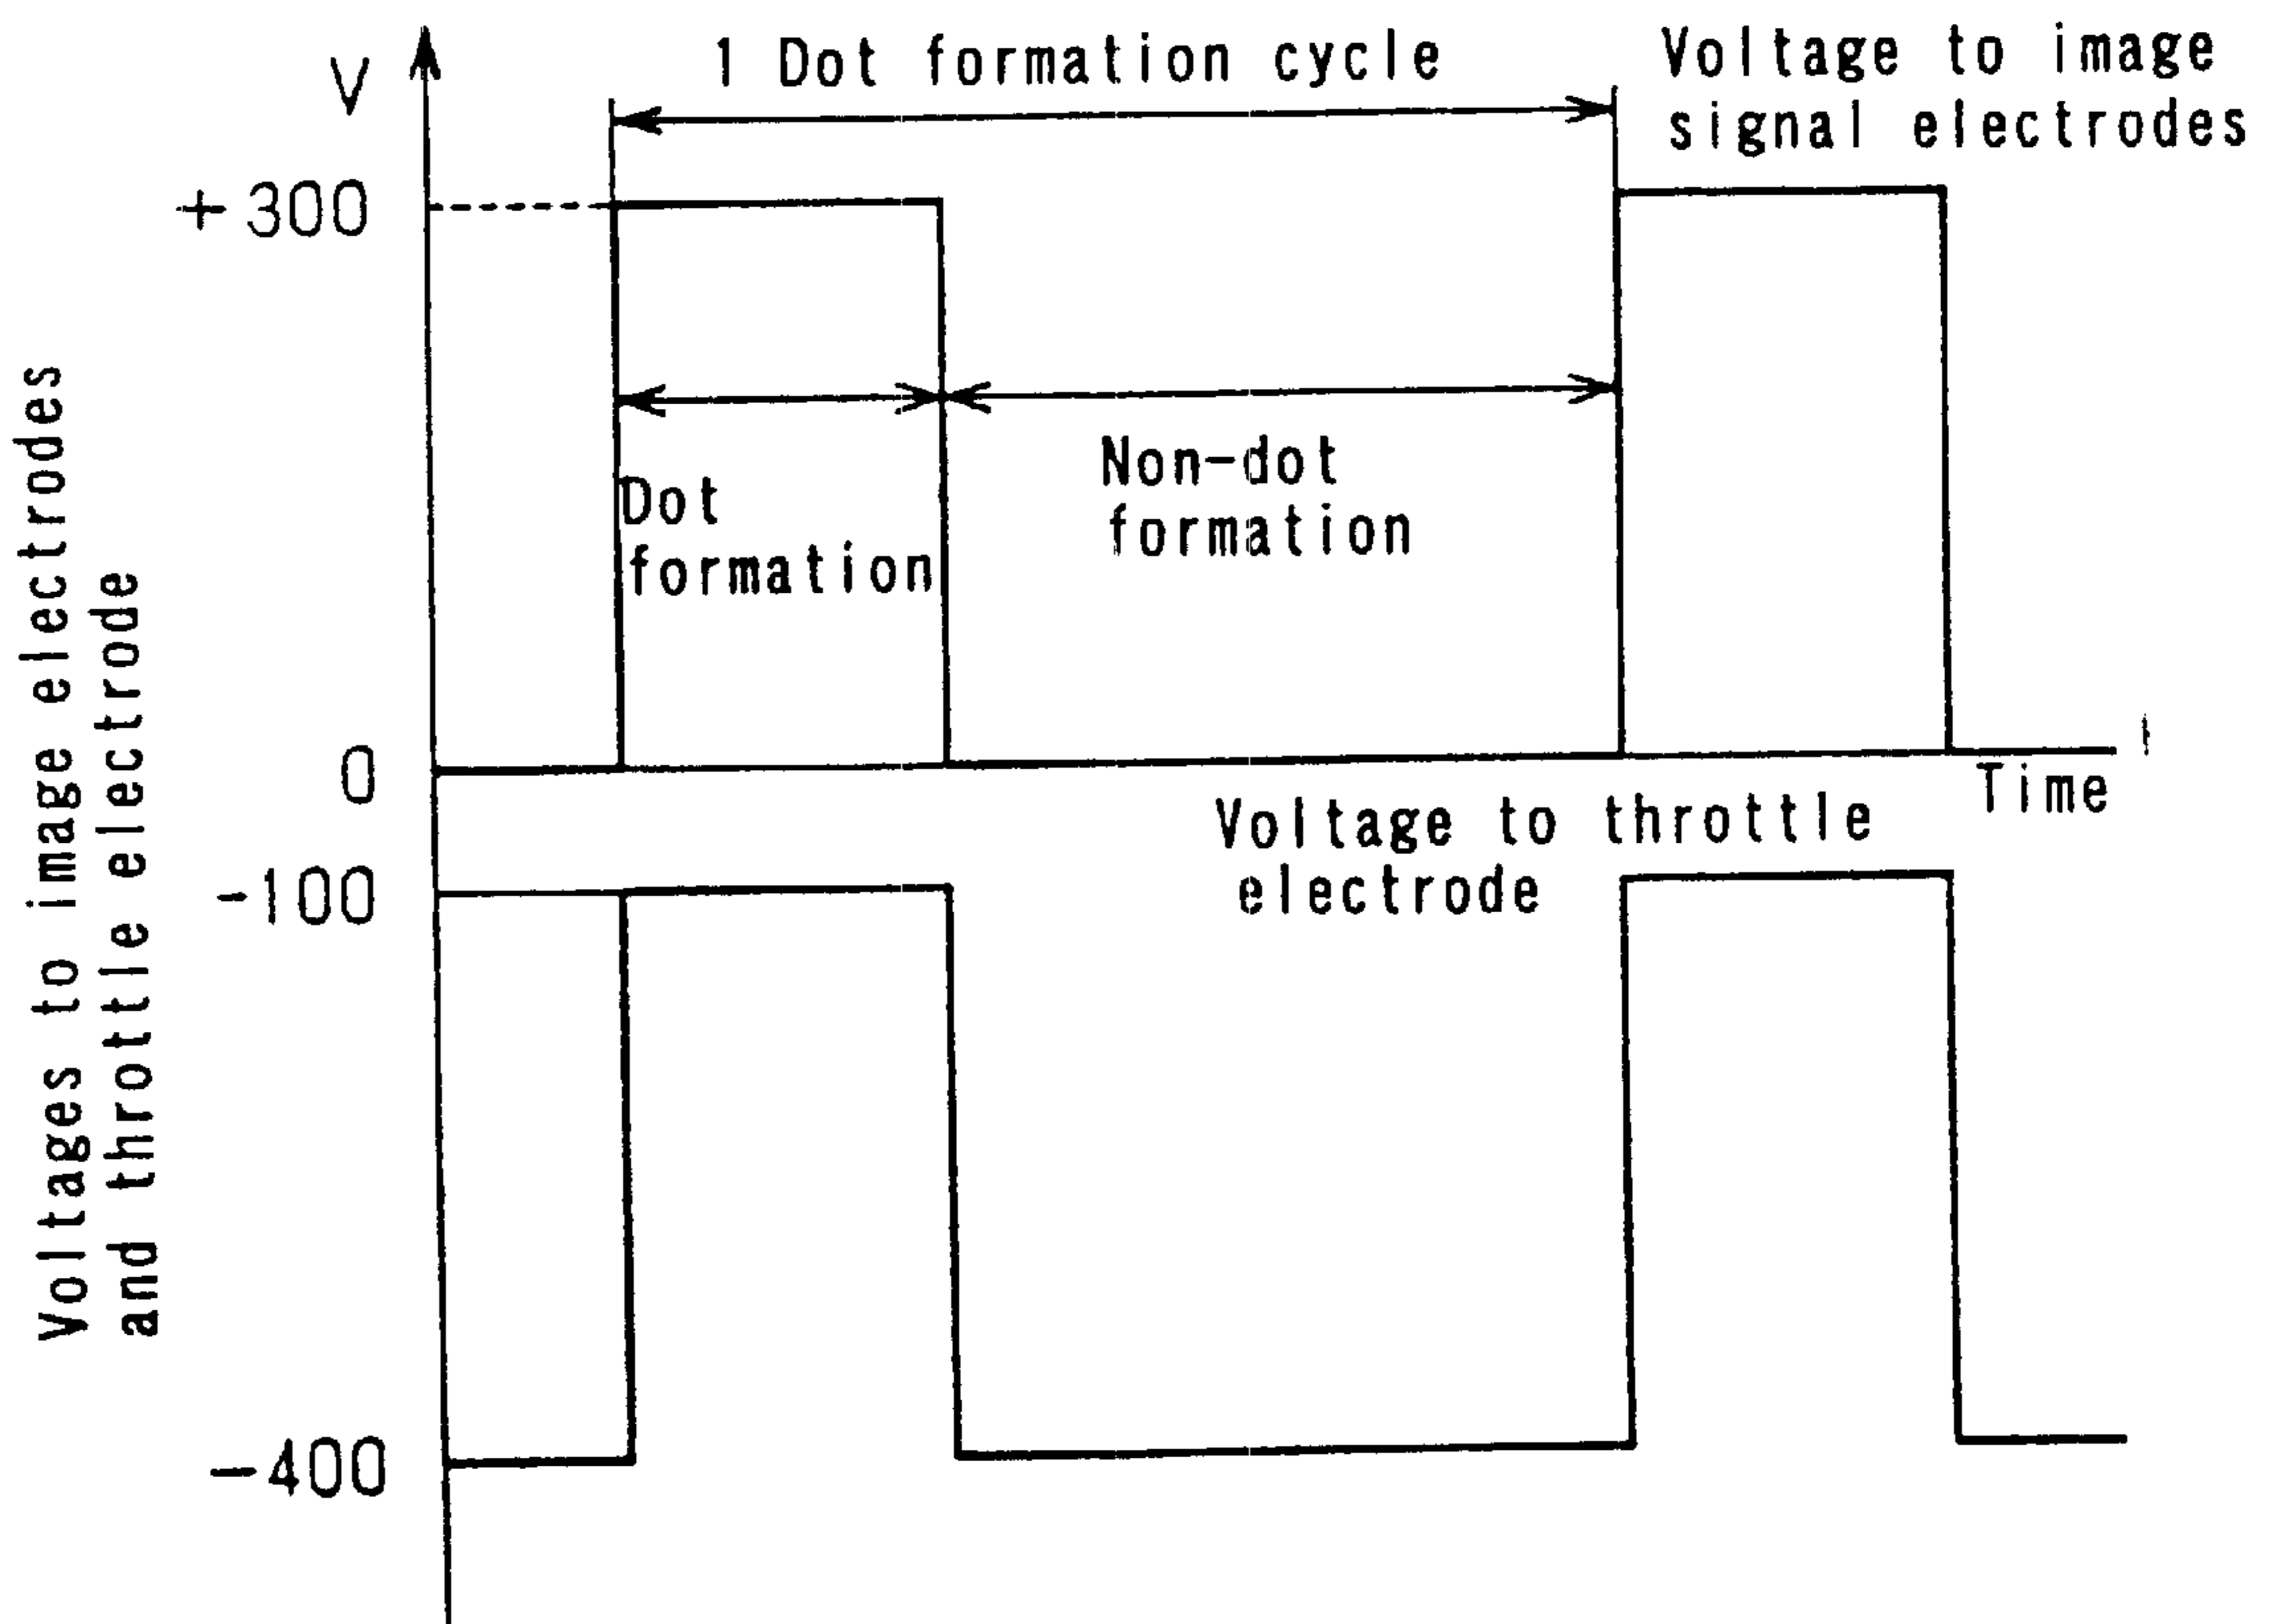 V
1 Dot formation cycle
Voltage to image
signal electrodes
+300
Dot
formation
Non-dot
formation
0
t
Time
Voltage to throttle
electrode
-100
-400
Voltages to image electrodes
and throttle electrode